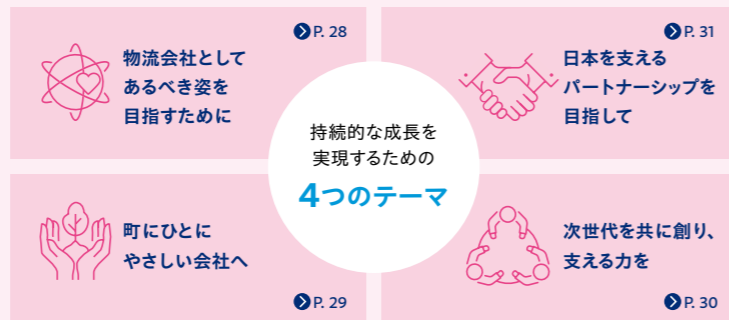 P. 28
物流会社として
あるべき姿を
目指すために
P. 31
日本を支える
パートナーシップを
目指して
持続的な成長を
実現するための
4つのテーマ
町にひとに
やさしい会社へ
P. 29
次世代を共に創り、
支える力を
P. 30